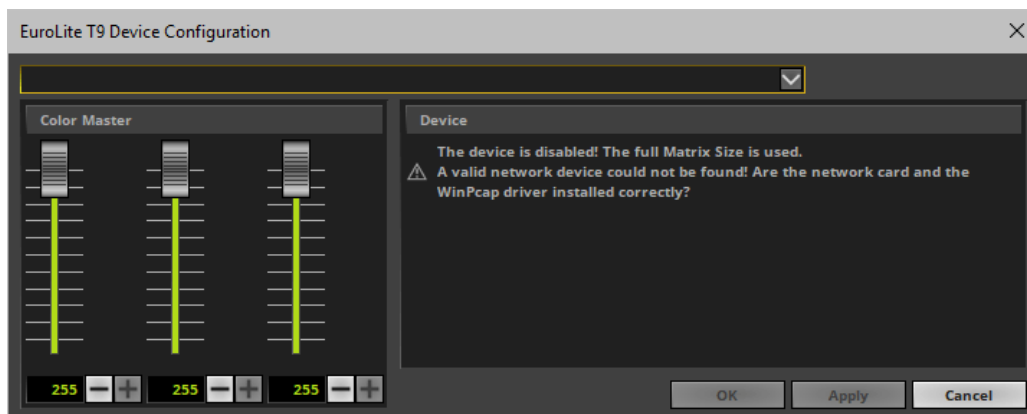 EuroLite T9 Device Configuration
Color Master
Device
The device is disabled! The full Matrix Size is used.
A valid network device could not be found! Are the network card and the
WinPcap driver installed correctly?
255 255 255
OK Apply Cancel